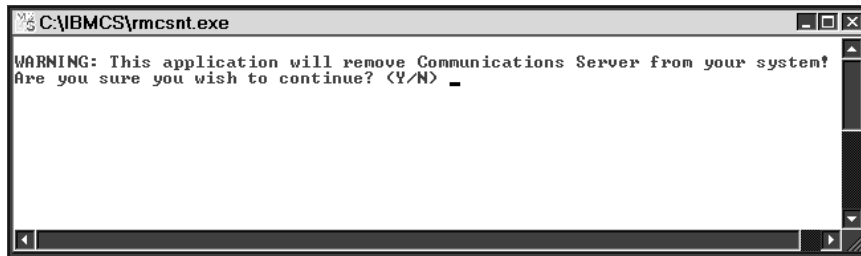 C:\IBMCS\rmcsnt.exe
WARNING: This application will remove Communications Server from your system!
Are you sure you wish to continue? (Y/N) _